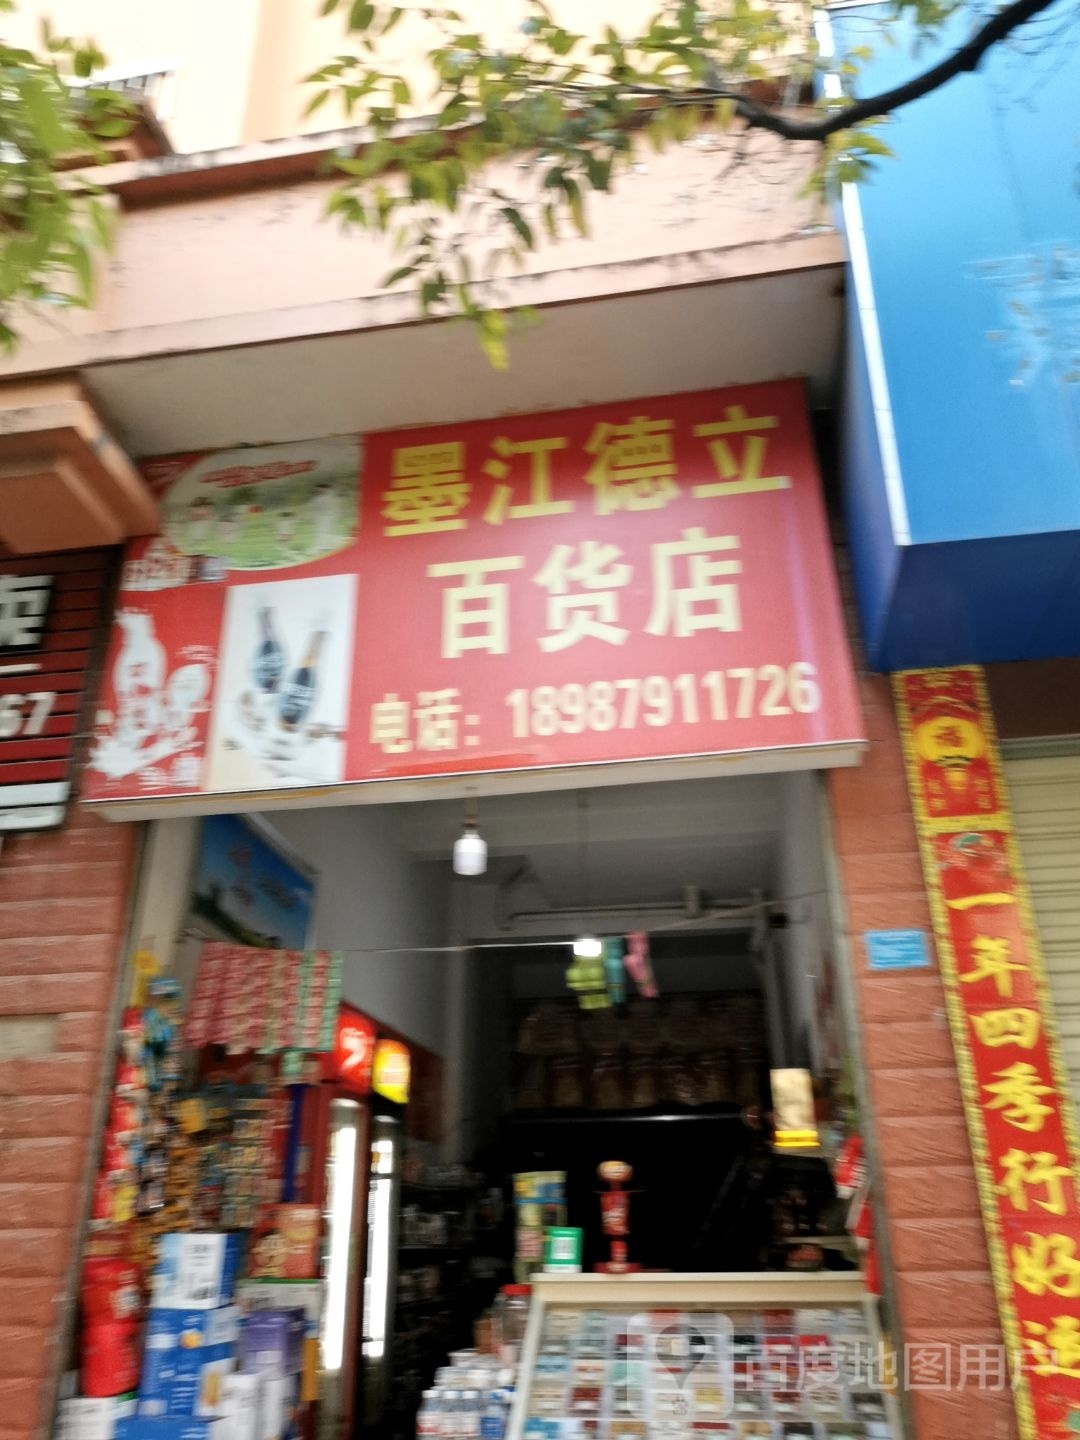 墨江德立
百货店
电话：18987911726
67
一年四季行好运
百度地图用户